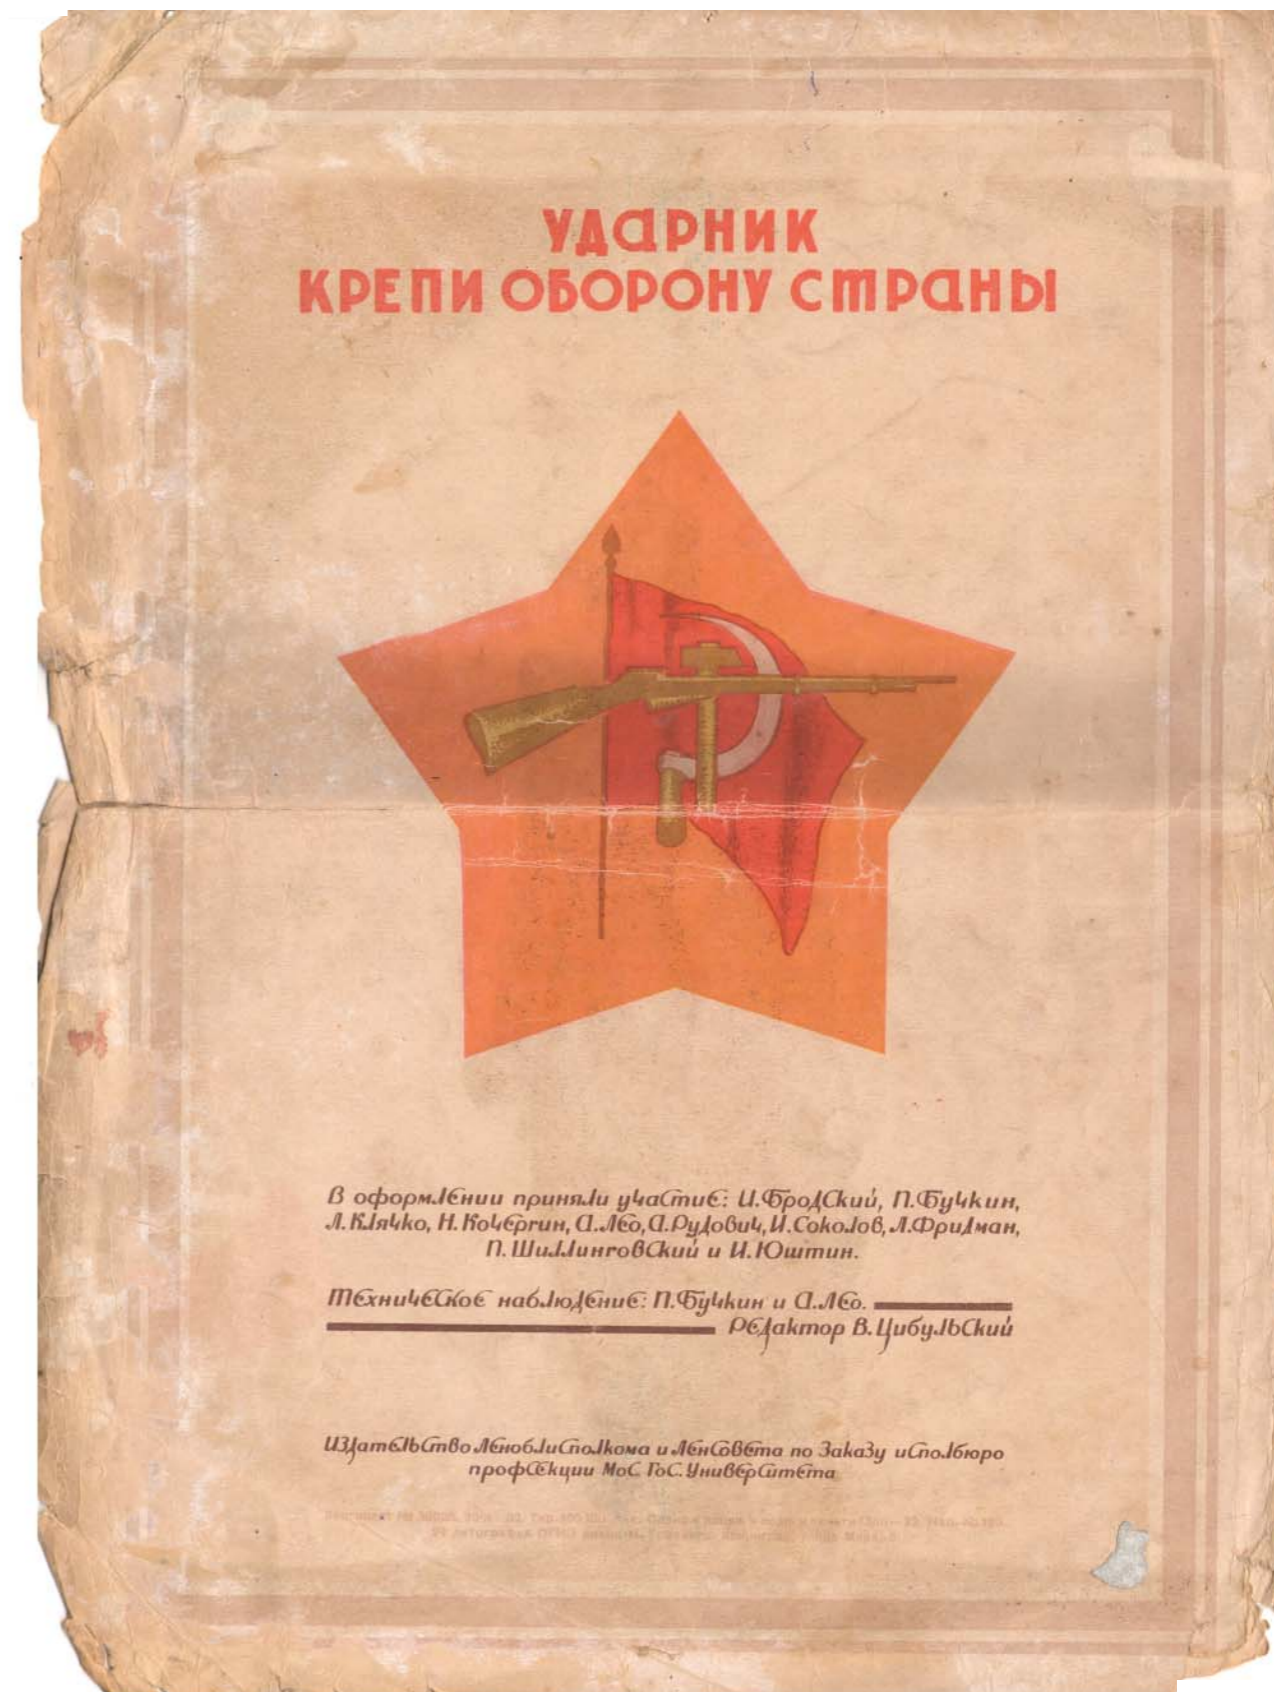 УДАРНИК
КРЕПИ ОБОРОНУ СТРАНЫ
В оформлении приняли участие: И. Бродский, П. Бучкин,
Л. Клячко, Н. Кочергин, А. Лео, А. Рудович, И. Соколов, Л. Фридман,
П. Шиллинговский и И. Юштин.
Техническое наблюдение: П. Бучкин и А. Лео.
Редактор В. Цибульский
Издательство Леноблисполкома и Ленсовета по заказу исполбюро
профсекции Мос. Гос. Университета